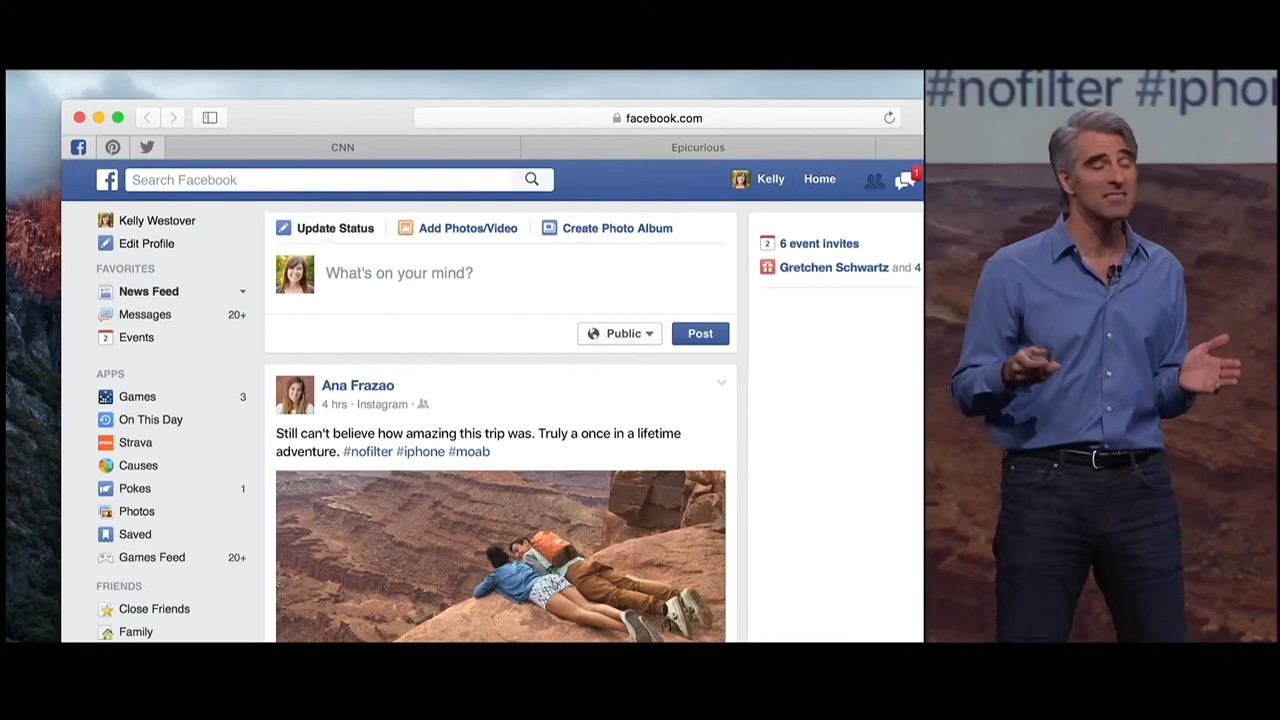 #nofilter #ipho
facebook.com
CNN
Epicurious
Search Facebook
Kelly
Home
1
Kelly Westover
Edit Profile
FAVORITES
News Feed
Messages 20+
2 Events
APPS
Games 3
On This Day
Strava
Causes
Pokes 1
Photos
Saved
Games Feed 20+
FRIENDS
Close Friends
Family
Update Status
Add Photos/Video
Create Photo Album
What's on your mind?
Public
Post
Ana Frazao
4 hrs · Instagram ·
Still can't believe how amazing this trip was. Truly a once in a lifetime
adventure. #nofilter #iphone #moab
2 6 event invites
Gretchen Schwartz and 4